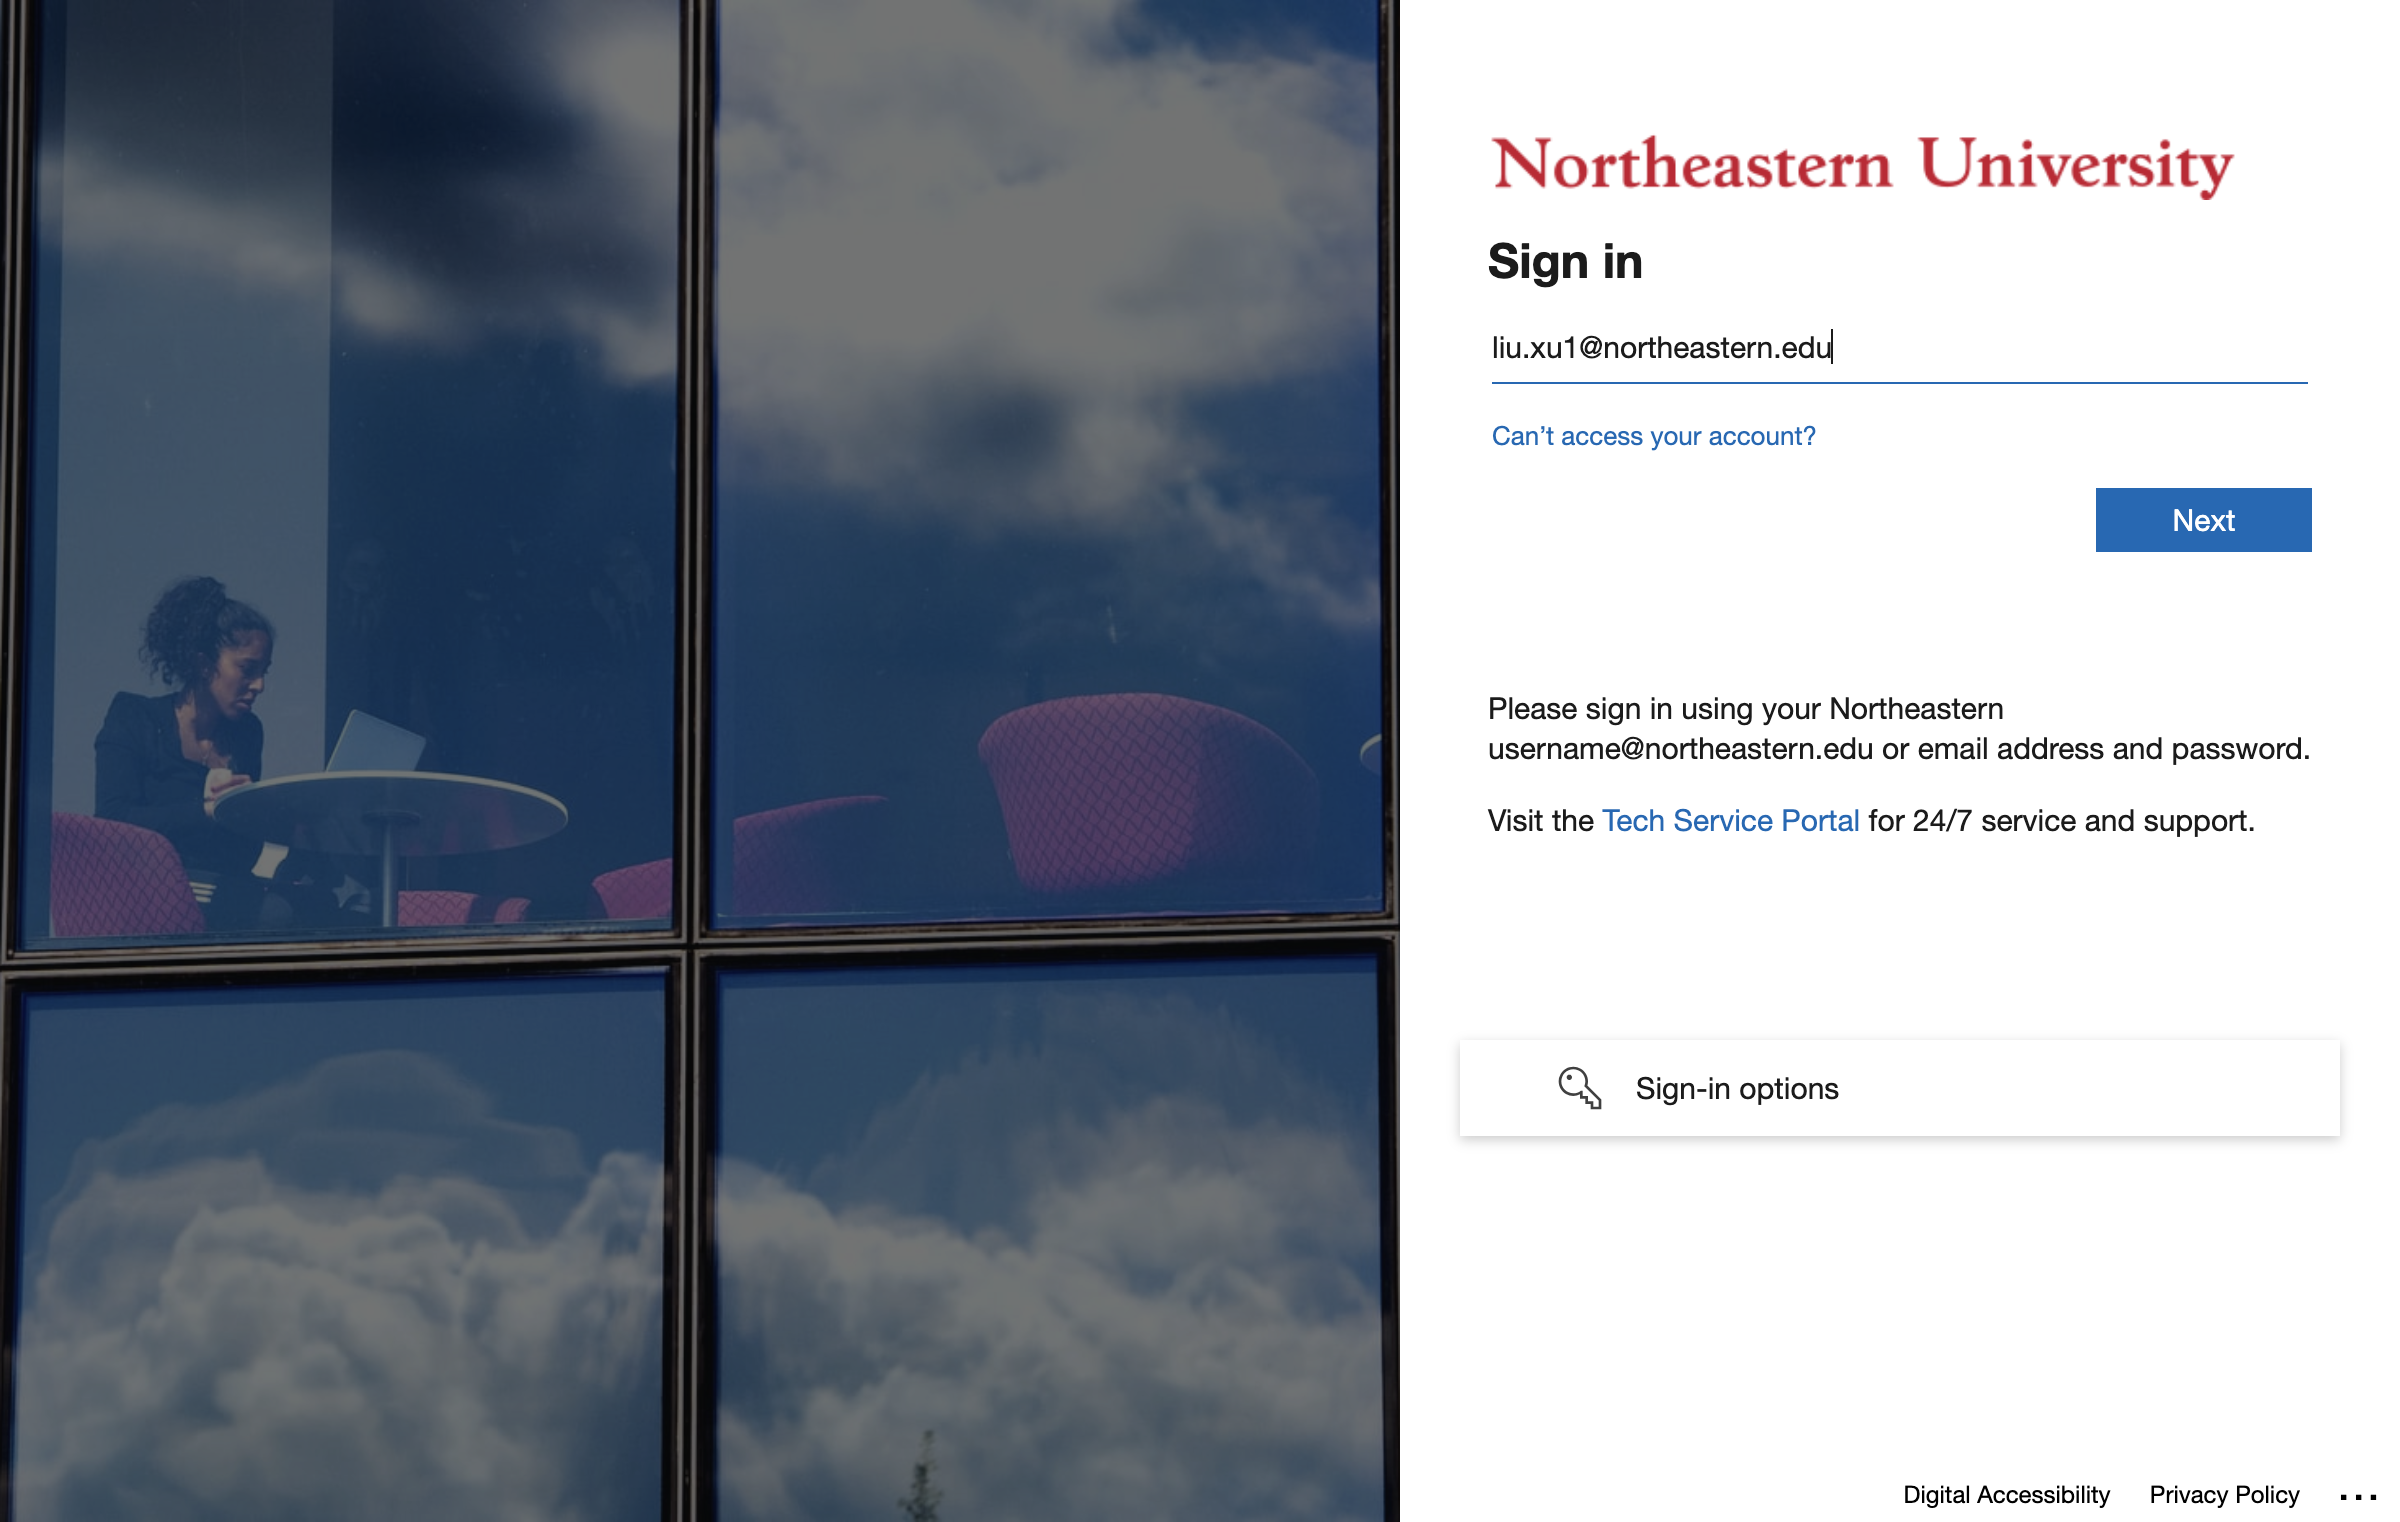 Northeastern University
Sign in
liu.xu1@northeastern.edu
Can’t access your account?
Next
Please sign in using your Northeastern
username@northeastern.edu or email address and password.
Visit the Tech Service Portal for 24/7 service and support.
Sign-in options
Digital Accessibility Privacy Policy ...